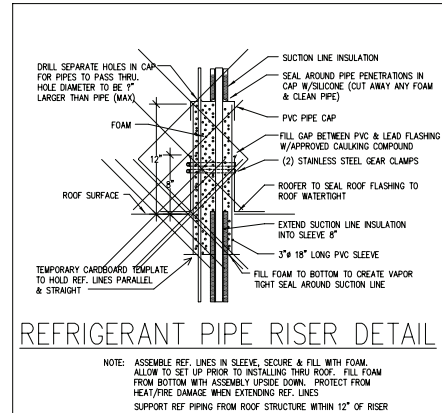 DRILL SEPARATE HOLES IN CAP
FOR PIPES TO PASS THRU.
HOLE DIAMETER TO BE ?"
LARGER THAN PIPE (MAX)
FOAM
12"
8"
ROOF SURFACE
TEMPORARY CARDBOARD TEMPLATE
TO HOLD REF. LINES PARALLEL
& STRAIGHT
SUCTION LINE INSULATION
SEAL AROUND PIPE PENETRATIONS IN
CAP W/SILICONE (CUT AWAY ANY FOAM
& CLEAN PIPE)
PVC PIPE CAP
FILL GAP BETWEEN PVC & LEAD FLASHING
W/APPROVED CAULKING COMPOUND
(2) STAINLESS STEEL GEAR CLAMPS
ROOFER TO SEAL ROOF FLASHING TO
ROOF WATERTIGHT
EXTEND SUCTION LINE INSULATION
INTO SLEEVE 8"
3"ø 18" LONG PVC SLEEVE
FILL FOAM TO BOTTOM TO CREATE VAPOR
TIGHT SEAL AROUND SUCTION LINE
REFRIGERANT PIPE RISER DETAIL
NOTE: ASSEMBLE REF. LINES IN SLEEVE, SECURE & FILL WITH FOAM.
ALLOW TO SET UP PRIOR TO INSTALLING THRU ROOF. FILL FOAM
FROM BOTTOM WITH ASSEMBLY UPSIDE DOWN. PROTECT FROM
HEAT/FIRE DAMAGE WHEN EXTENDING REF. LINES
SUPPORT REF PIPING FROM ROOF STRUCTURE WITHIN 12" OF RISER